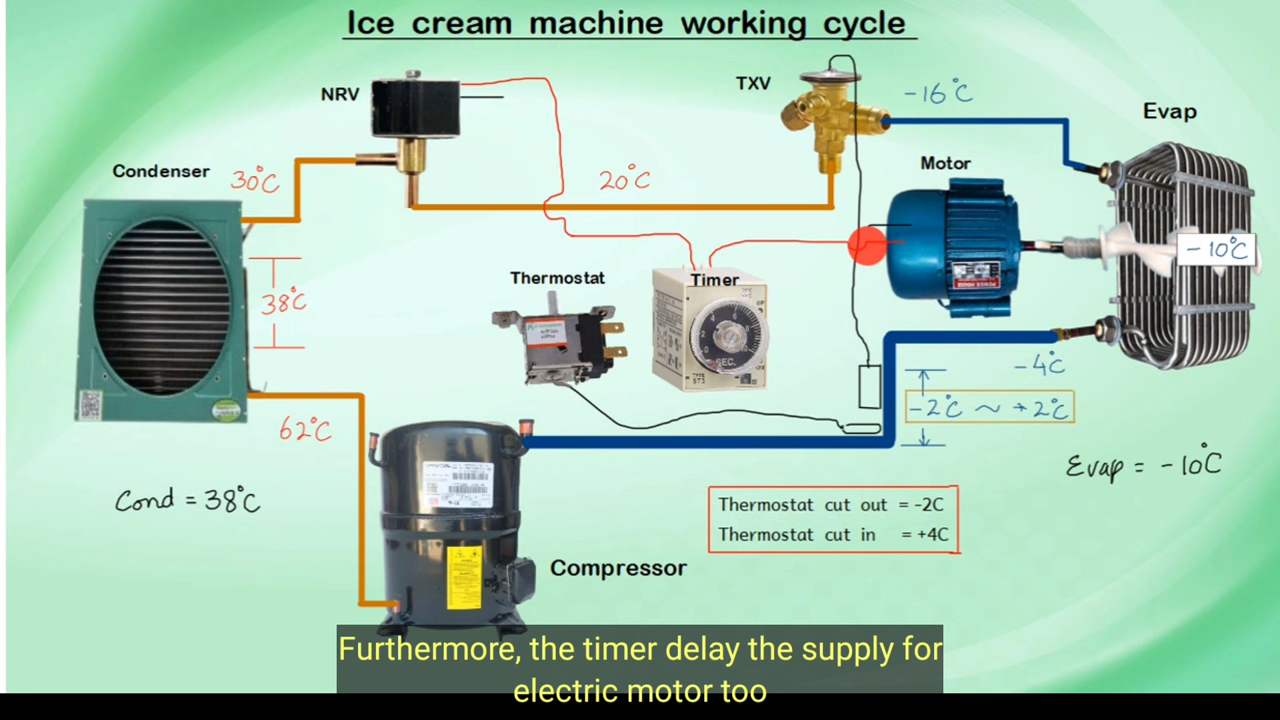 Ice cream machine working cycle
NRV
TXV
-16°C
Evap
Condenser
30°C
20°C
Motor
-10°C
38°C
Thermostat
Timer
SEC.
-4°C
-2°C ~ +2°C
62°C
Cond = 38°C
Evap = -10°C
Thermostat cut out = -2C
Thermostat cut in = +4C
Compressor
Furthermore, the timer delay the supply for
electric motor too